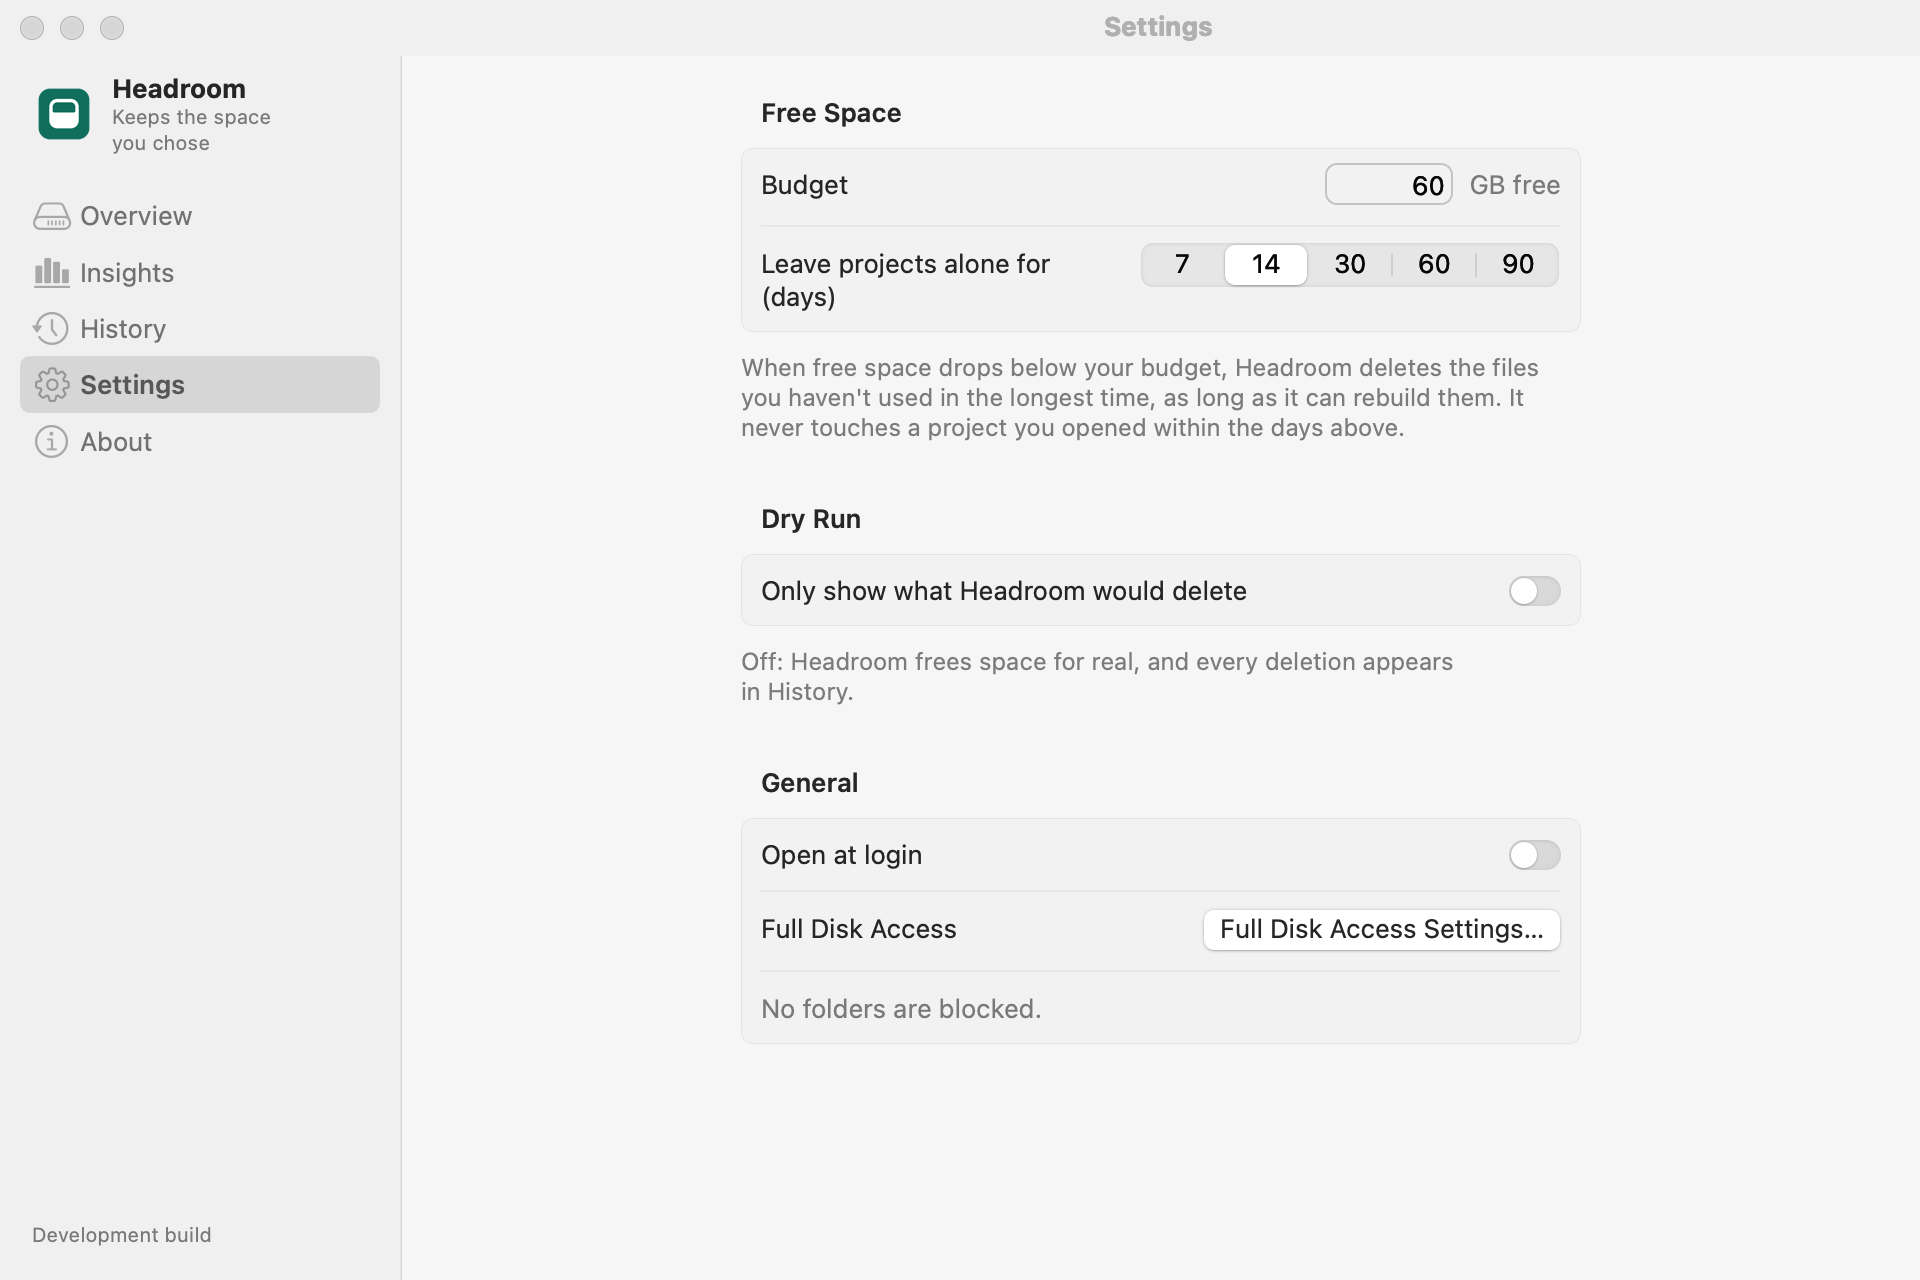 Settings
Headroom
Keeps the space
you chose
Overview
Insights
History
Settings
About
Development build
Free Space
Budget
60 GB free
Leave projects alone for
(days)
7 14 30 60 90
When free space drops below your budget, Headroom deletes the files
you haven't used in the longest time, as long as it can rebuild them. It
never touches a project you opened within the days above.
Dry Run
Only show what Headroom would delete
Off: Headroom frees space for real, and every deletion appears
in History.
General
Open at login
Full Disk Access
Full Disk Access Settings...
No folders are blocked.